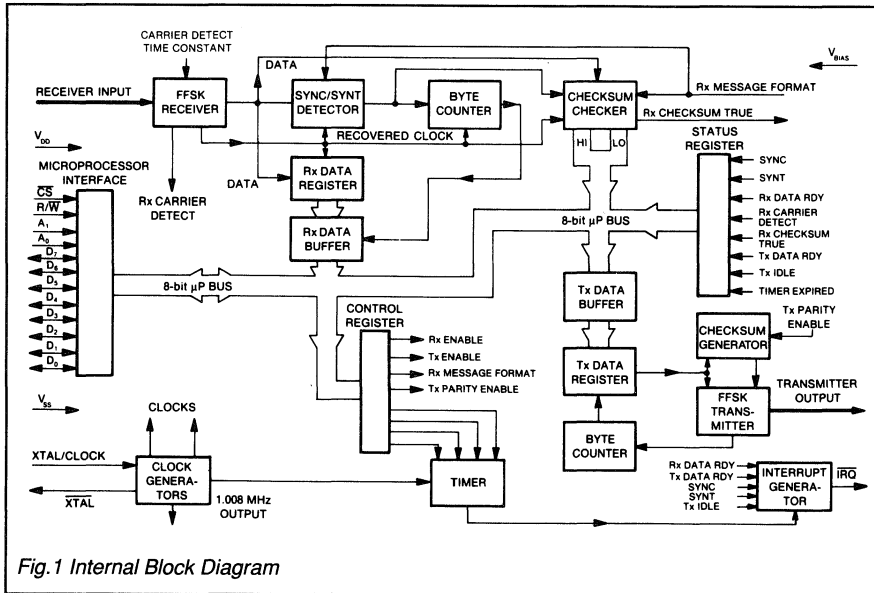 CARRIER DETECT
TIME CONSTANT
DATA
V_BIAS
RECEIVER INPUT
FFSK
RECEIVER
SYNC/SYNT
DETECTOR
BYTE
COUNTER
CHECKSUM
CHECKER
Rx MESSAGE FORMAT
Rx CHECKSUM TRUE
RECOVERED CLOCK
HI
LO
STATUS
REGISTER
V_DD
MICROPROCESSOR
INTERFACE
Rx CARRIER
DETECT
DATA
Rx DATA
REGISTER
Rx DATA
BUFFER
SYNC
SYNT
Rx DATA RDY
Rx CARRIER
DETECT
Rx CHECKSUM
TRUE
Tx DATA RDY
Tx IDLE
TIMER EXPIRED
C̅S̅
R/W̅
A₁
A₀
D₇
D₆
D₅
D₄
D₃
D₂
D₁
D₀
8-bit µP BUS
8-bit µP BUS
CONTROL
REGISTER
Rx ENABLE
Tx ENABLE
Rx MESSAGE FORMAT
Tx PARITY ENABLE
Tx DATA
BUFFER
Tx DATA
REGISTER
BYTE
COUNTER
Tx PARITY
ENABLE
CHECKSUM
GENERATOR
FFSK
TRANS-
MITTER
TRANSMITTER
OUTPUT
V_SS
CLOCKS
XTAL/CLOCK
X̅T̅A̅L̅
CLOCK
GENERA-
TORS
1.008 MHz
OUTPUT
TIMER
Rx DATA RDY
Tx DATA RDY
SYNC
SYNT
Tx IDLE
INTERRUPT
GENERA-
TOR
I̅R̅Q̅
Fig.1 Internal Block Diagram